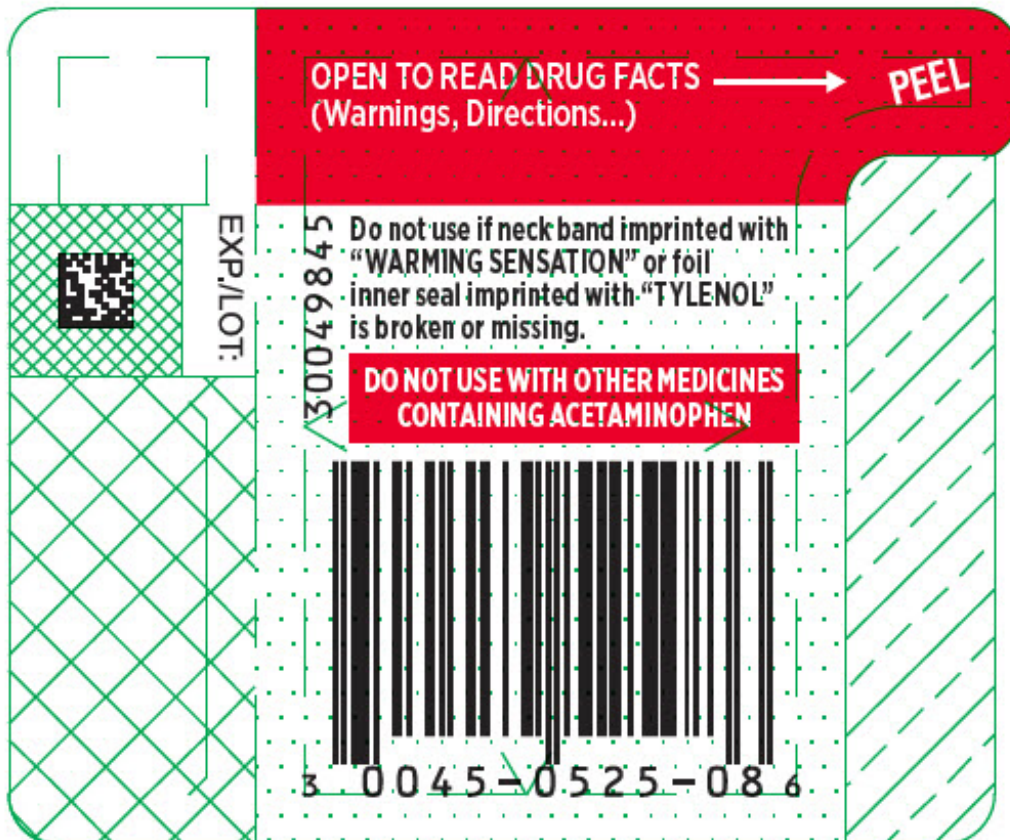 OPEN TO READ DRUG FACTS
(Warnings, Directions...)
PEEL
EXP./LOT:
30049845
Do not use if neck band imprinted with
“WARMING SENSATION” or foil
inner seal imprinted with “TYLENOL”
is broken or missing.
DO NOT USE WITH OTHER MEDICINES
CONTAINING ACETAMINOPHEN
3 0045-0525-08 6